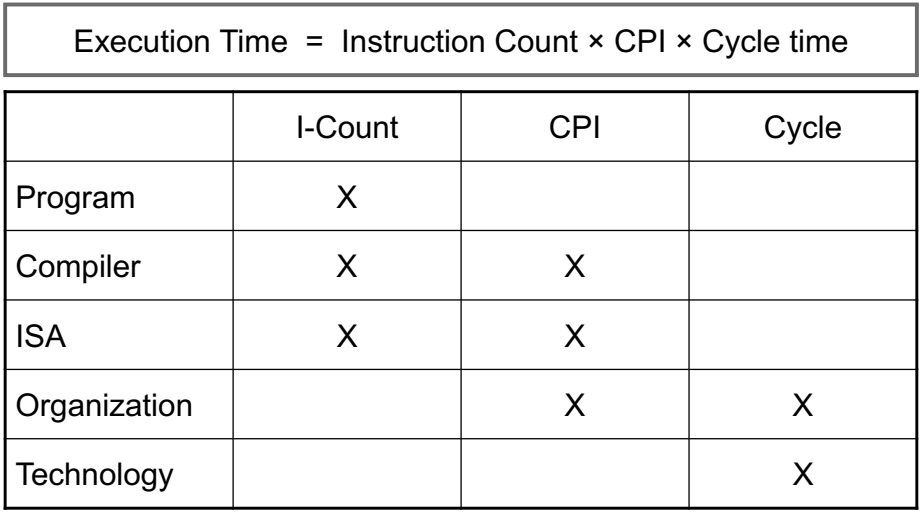 Execution Time = Instruction Count × CPI × Cycle time
I-Count CPI Cycle
Program X
Compiler X X
ISA X X
Organization X X
Technology X